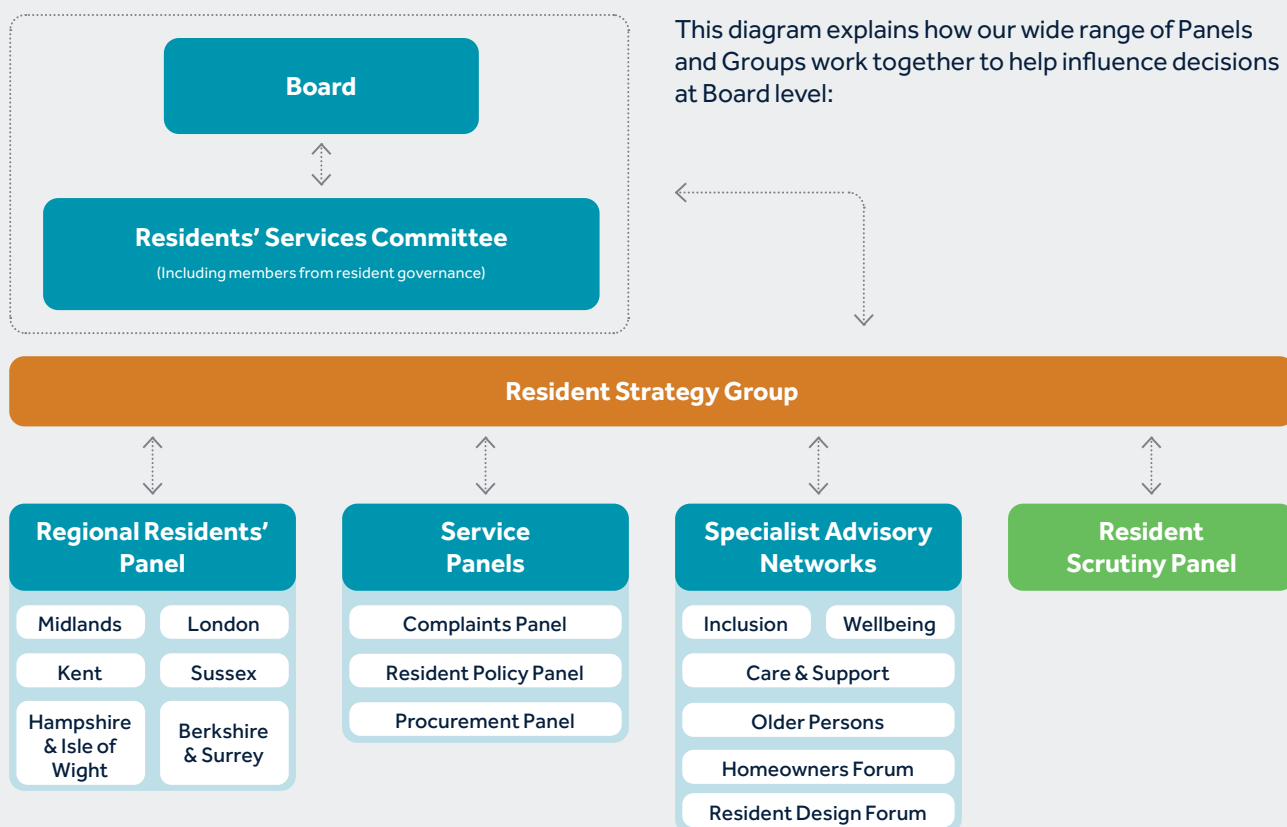 This diagram explains how our wide range of Panels
and Groups work together to help influence decisions
at Board level:
Board
Residents' Services Committee
(Including members from resident governance)
Resident Strategy Group
Regional Residents'
Panel
Midlands
London
Kent
Sussex
Hampshire
& Isle of
Wight
Berkshire
& Surrey
Service
Panels
Complaints Panel
Resident Policy Panel
Procurement Panel
Specialist Advisory
Networks
Inclusion
Wellbeing
Care & Support
Older Persons
Homeowners Forum
Resident Design Forum
Resident
Scrutiny Panel